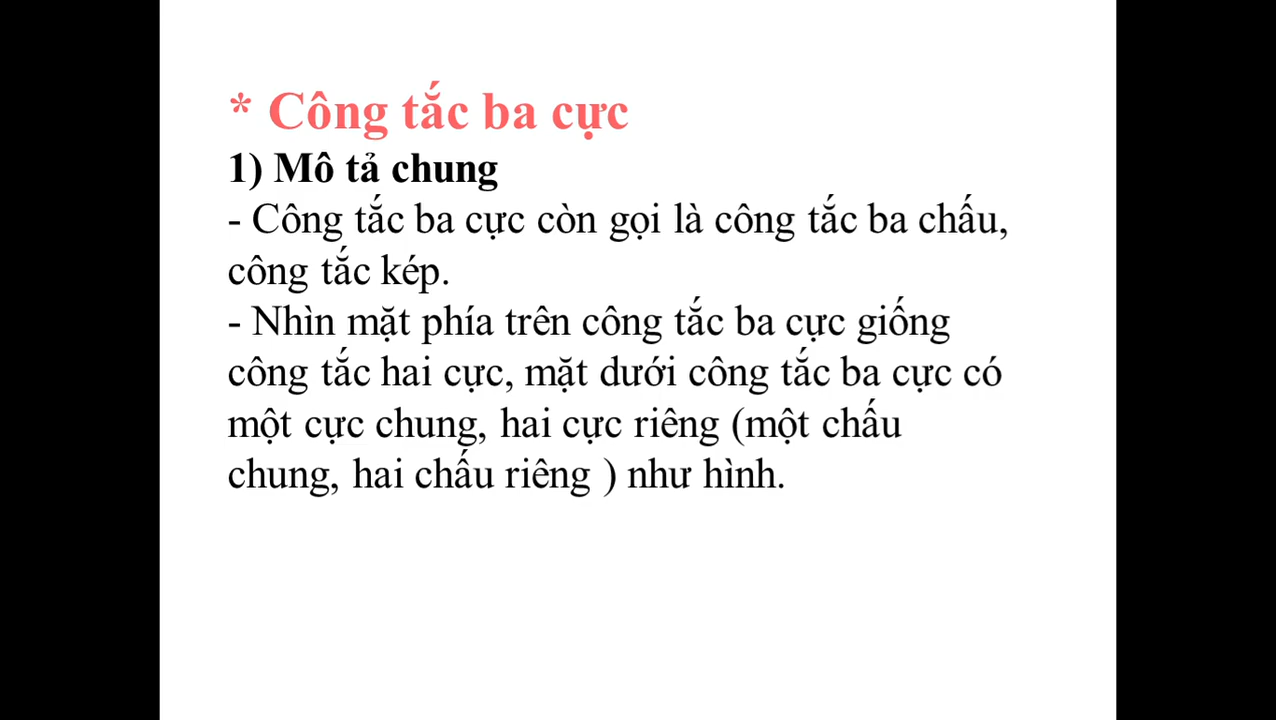 * Công tắc ba cực
1) Mô tả chung
- Công tắc ba cực còn gọi là công tắc ba chấu,
công tắc kép.
- Nhìn mặt phía trên công tắc ba cực giống
công tắc hai cực, mặt dưới công tắc ba cực có
một cực chung, hai cực riêng (một chấu
chung, hai chấu riêng ) như hình.